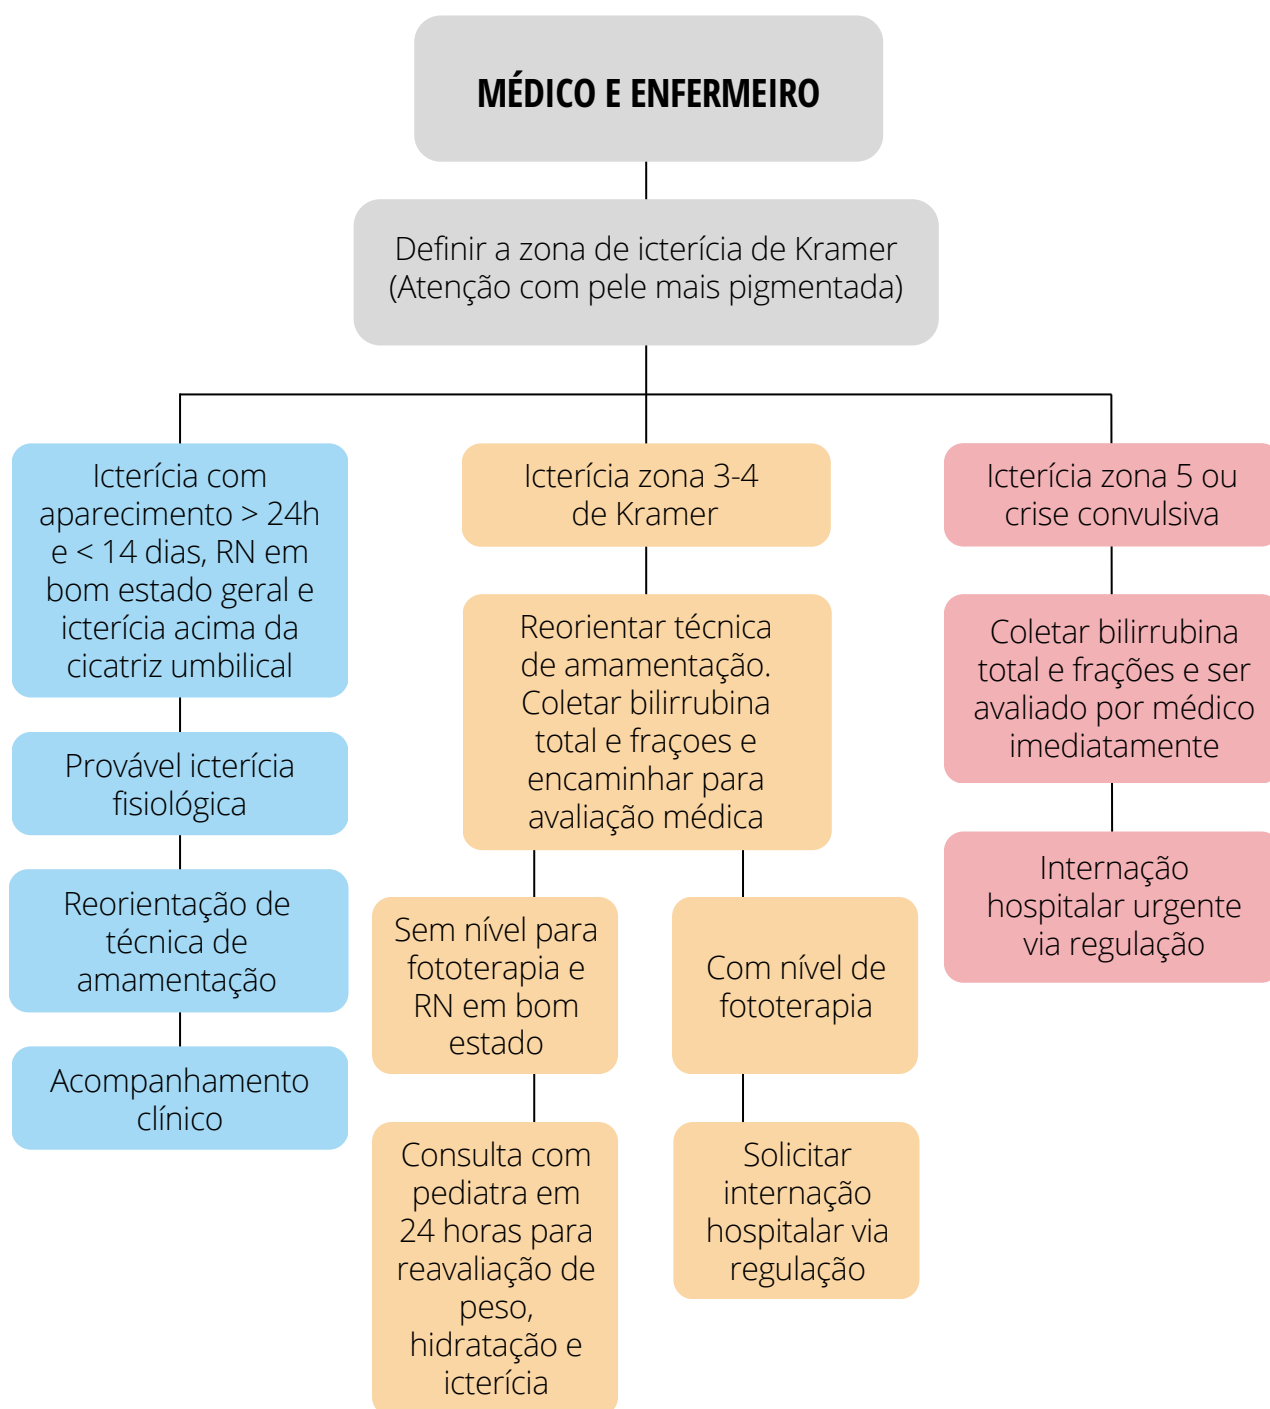 MÉDICO E ENFERMEIRO
Definir a zona de icterícia de Kramer
(Atenção com pele mais pigmentada)
Icterícia com
aparecimento > 24h
e < 14 dias, RN em
bom estado geral e
icterícia acima da
cicatriz umbilical
Provável icterícia
fisiológica
Reorientação de
técnica de
amamentação
Acompanhamento
clínico
Icterícia zona 3-4
de Kramer
Reorientar técnica
de amamentação.
Coletar bilirrubina
total e fraçoes e
encaminhar para
avaliação médica
Sem nível para
fototerapia e
RN em bom
estado
Consulta com
pediatra em
24 horas para
reavaliação de
peso,
hidratação e
icterícia
Com nível de
fototerapia
Solicitar
internação
hospitalar via
regulação
Icterícia zona 5 ou
crise convulsiva
Coletar bilirrubina
total e frações e ser
avaliado por médico
imediatamente
Internação
hospitalar urgente
via regulação